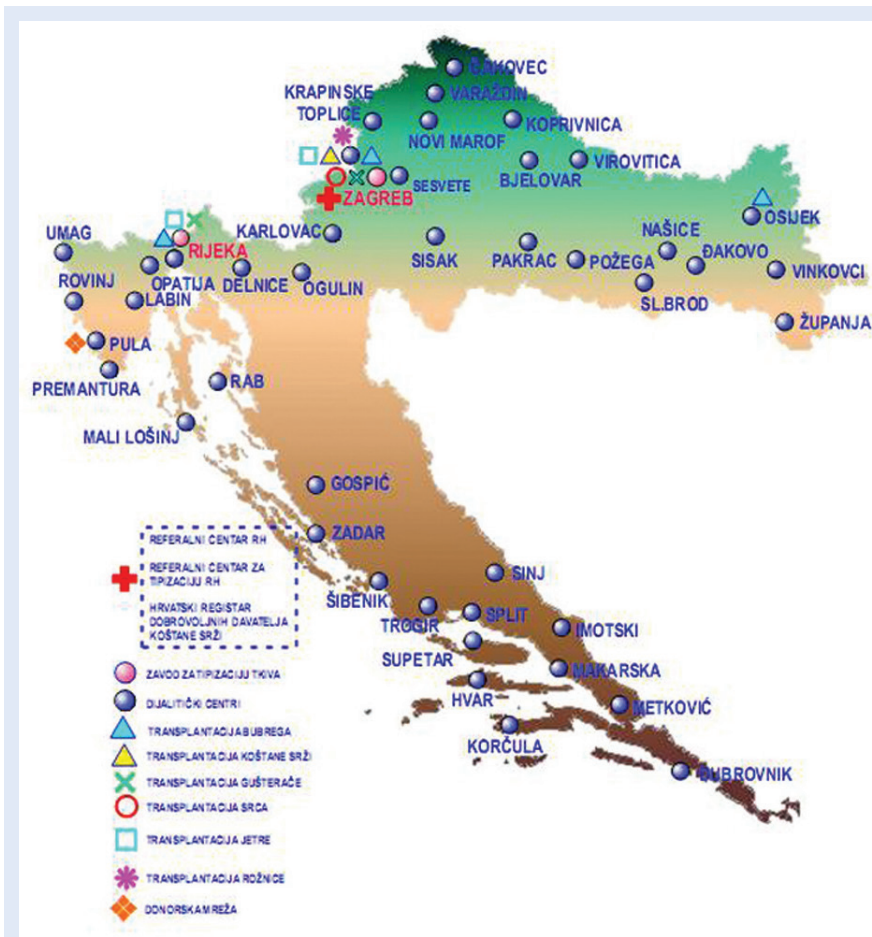 ČAKOVEC
VARAŽDIN
KRAPINSKE
TOPLICE
NOVI MAROF
KOPRIVNICA
BJELOVAR
VIROVITICA
SESVETE
ZAGREB
OSIJEK
UMAG
RIJEKA
KARLOVAC
SISAK
PAKRAC
POŽEGA
NAŠICE
ĐAKOVO
VINKOVCI
ROVINJ
LABIN
OPATIJA
DELNICE
OGULIN
SL.BROD
ŽUPANJA
PULA
PREMANTURA
RAB
MALI LOŠINJ
GOSPIĆ
ZADAR
ŠIBENIK
SINJ
TROGIR
SPLIT
IMOTSKI
SUPETAR
MAKARSKA
HVAR
METKOVIĆ
KORČULA
DUBROVNIK
REFERALNI CENTAR RH
REFERALNI CENTAR ZA
TIPIZACIJU RH
HRVATSKI REGISTAR
DOBROVOLJNIH DAVATELJA
KOŠTANE SRŽI
ZAVOD ZA TIPIZACIJU TKIVA
DIJALITIČKI CENTRI
TRANSPLANTACIJA BUBREGA
TRANSPLANTACIJA KOŠTANE SRŽI
TRANSPLANTACIJA GUŠTERAČE
TRANSPLANTACIJA SRCA
TRANSPLANTACIJA JETRE
TRANSPLANTACIJA ROŽNICE
DONORSKA MREŽA